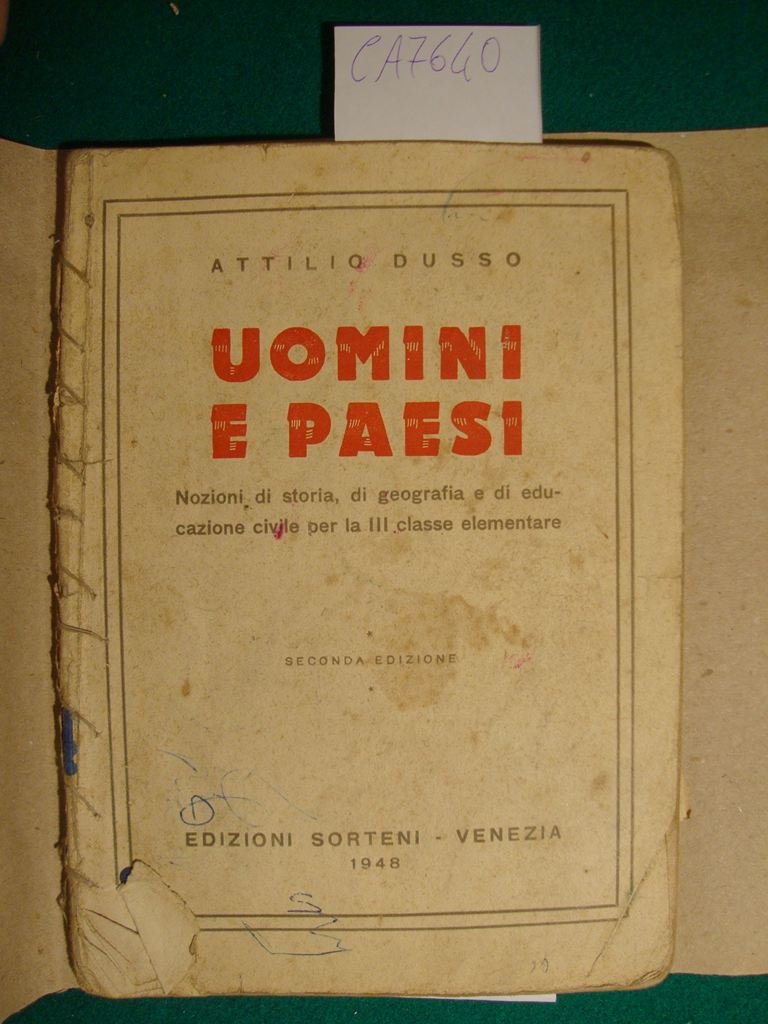 CA7640
ATTILIO DUSSO
UOMINI
E PAESI
Nozioni di storia, di geografia e di edu-
cazione civile per la III classe elementare
SECONDA EDIZIONE
EDIZIONI SORTENI - VENEZIA
1948